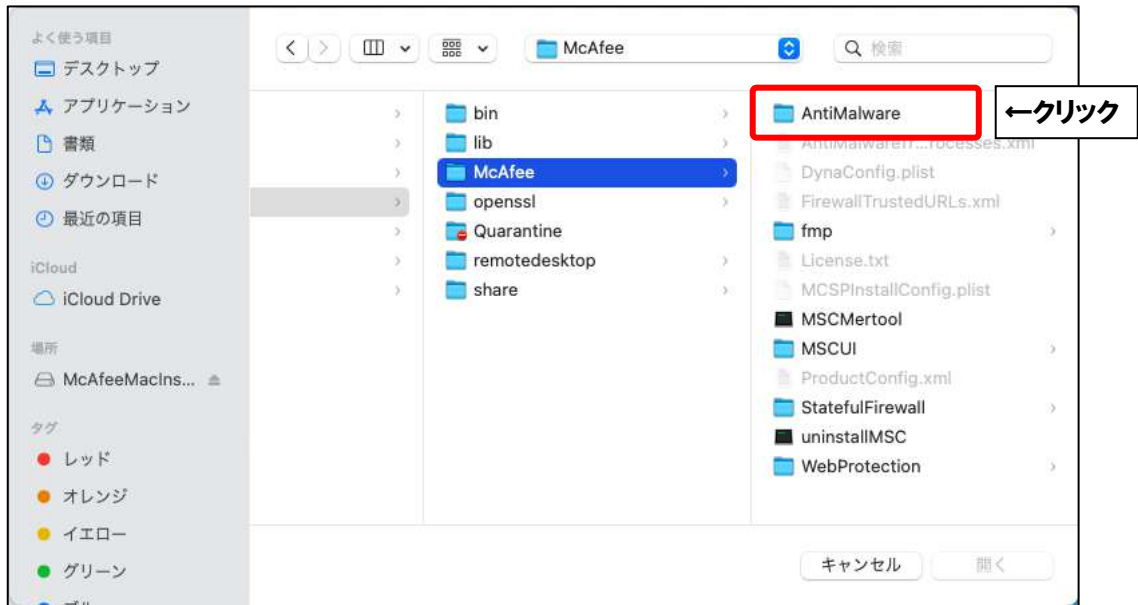 よく使う項目
デスクトップ
アプリケーション
書類
ダウンロード
最近の項目
iCloud
iCloud Drive
場所
McAfeeMacIns...
タグ
レッド
オレンジ
イエロー
グリーン
McAfee
検索
bin
lib
McAfee
openssl
Quarantine
remotedesktop
share
AntiMalware
AntiMalwareTr...rocesses.xml
DynaConfig.plist
FirewallTrustedURLs.xml
fmp
License.txt
MCSPInstallConfig.plist
MSCMertool
MSCUI
ProductConfig.xml
StatefulFirewall
uninstallMSC
WebProtection
←クリック
キャンセル
開く